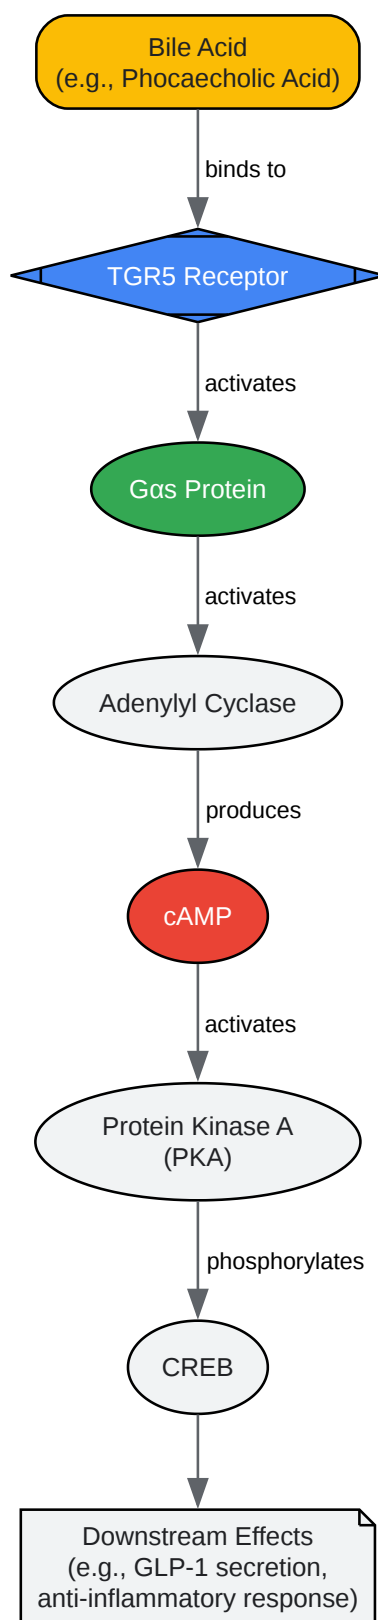 Bile Acid
(e.g., Phocaecholic Acid)
binds to
TGR5 Receptor
activates
Gαs Protein
activates
Adenylyl Cyclase
produces
cAMP
activates
Protein Kinase A
(PKA)
phosphorylates
CREB
Downstream Effects
(e.g., GLP-1 secretion,
anti-inflammatory response)